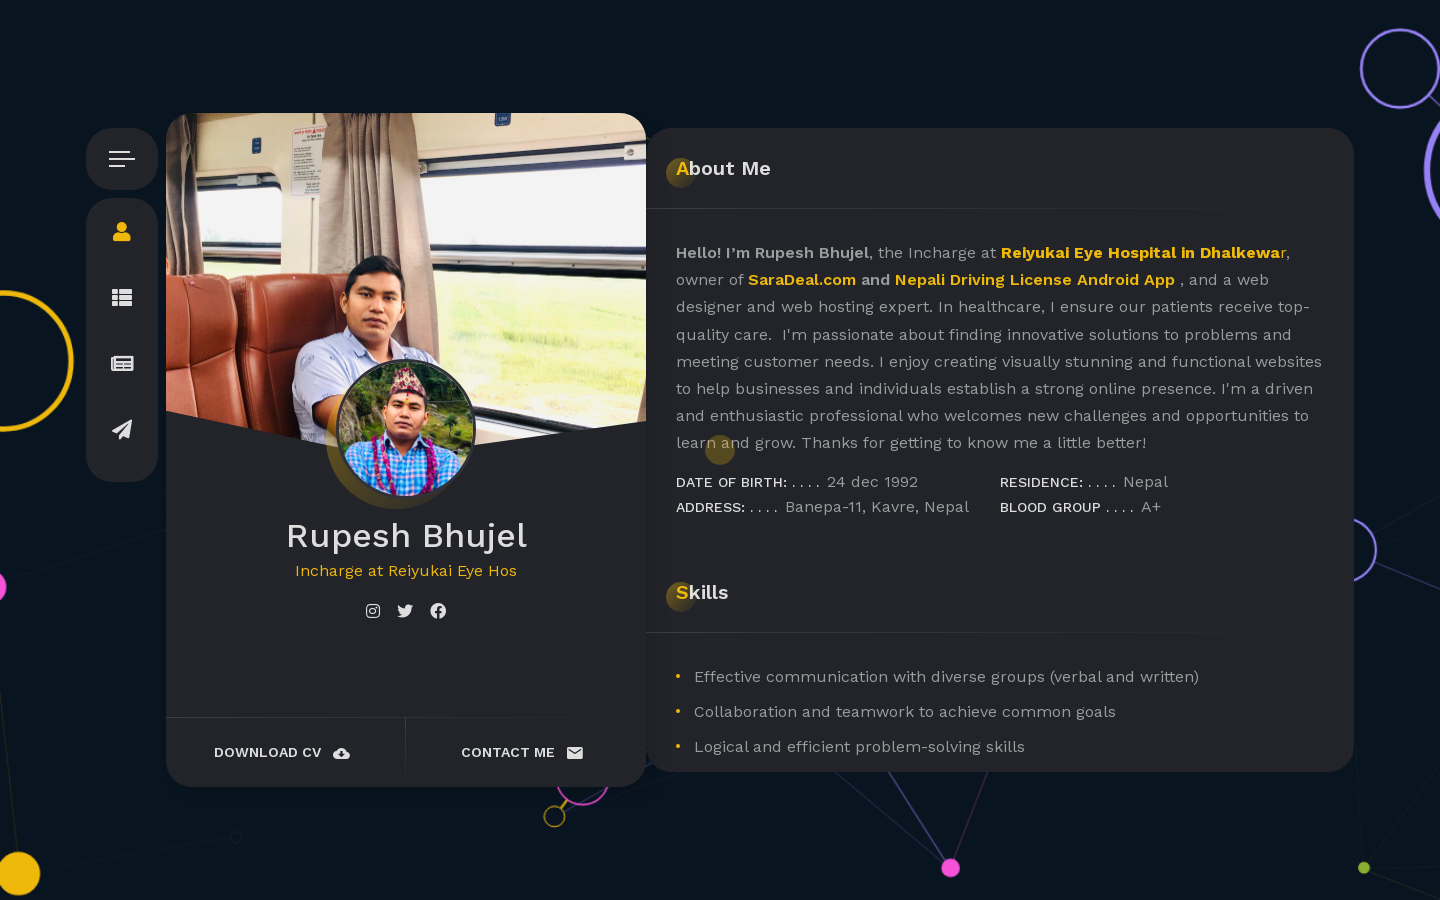 About Me
Hello! I’m Rupesh Bhujel, the Incharge at Reiyukai Eye Hospital in Dhalkewar,
owner of SaraDeal.com and Nepali Driving License Android App , and a web
designer and web hosting expert. In healthcare, I ensure our patients receive top-
quality care.  I'm passionate about finding innovative solutions to problems and
meeting customer needs. I enjoy creating visually stunning and functional websites
to help businesses and individuals establish a strong online presence. I'm a driven
and enthusiastic professional who welcomes new challenges and opportunities to
learn and grow. Thanks for getting to know me a little better!
DATE OF BIRTH: . . . . 24 dec 1992
RESIDENCE: . . . . Nepal
ADDRESS: . . . . Banepa-11, Kavre, Nepal
BLOOD GROUP . . . . A+
Rupesh Bhujel
Incharge at Reiyukai Eye Hos
DOWNLOAD CV
CONTACT ME
Skills
Effective communication with diverse groups (verbal and written)
Collaboration and teamwork to achieve common goals
Logical and efficient problem-solving skills